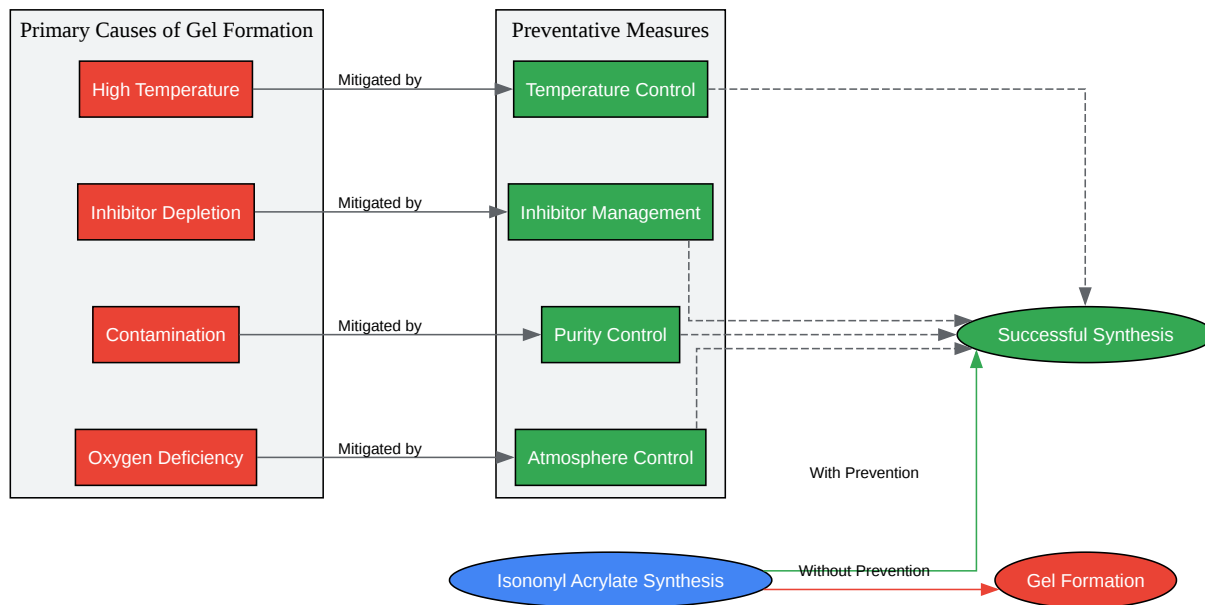 Primary Causes of Gel Formation
Preventative Measures
High Temperature
Mitigated by
Temperature Control
Inhibitor Depletion
Mitigated by
Inhibitor Management
Contamination
Mitigated by
Purity Control
Successful Synthesis
Oxygen Deficiency
Mitigated by
Atmosphere Control
With Prevention
Isononyl Acrylate Synthesis
Without Prevention
Gel Formation